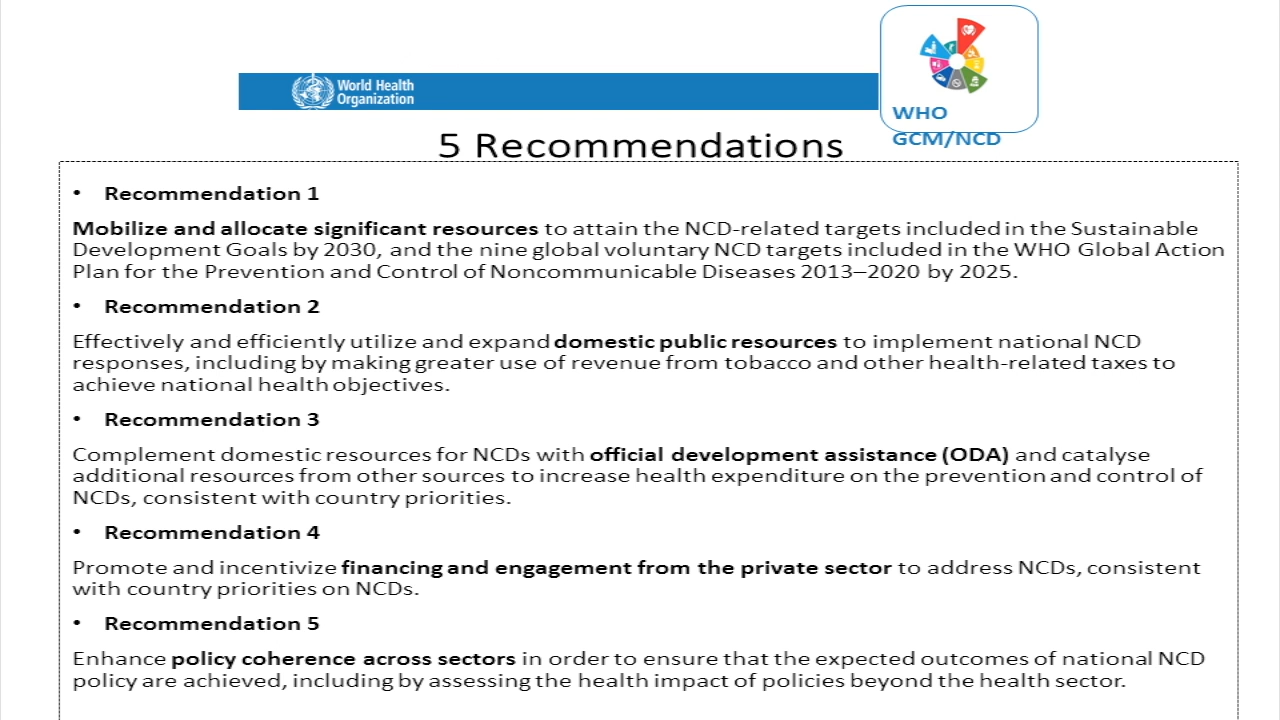 World Health
Organization
WHO
GCM/NCD
5 Recommendations
• Recommendation 1
Mobilize and allocate significant resources to attain the NCD-related targets included in the Sustainable
Development Goals by 2030, and the nine global voluntary NCD targets included in the WHO Global Action
Plan for the Prevention and Control of Noncommunicable Diseases 2013–2020 by 2025.
• Recommendation 2
Effectively and efficiently utilize and expand domestic public resources to implement national NCD
responses, including by making greater use of revenue from tobacco and other health-related taxes to
achieve national health objectives.
• Recommendation 3
Complement domestic resources for NCDs with official development assistance (ODA) and catalyse
additional resources from other sources to increase health expenditure on the prevention and control of
NCDs, consistent with country priorities.
• Recommendation 4
Promote and incentivize financing and engagement from the private sector to address NCDs, consistent
with country priorities on NCDs.
• Recommendation 5
Enhance policy coherence across sectors in order to ensure that the expected outcomes of national NCD
policy are achieved, including by assessing the health impact of policies beyond the health sector.